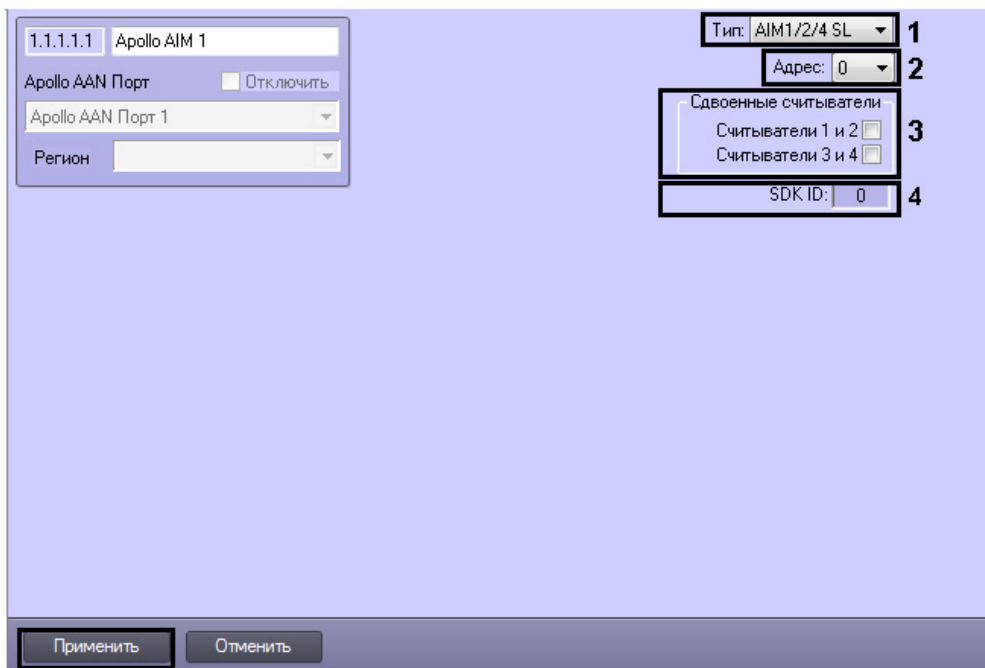 1.1.1.1.1 Apollo AIM 1
Apollo AAN Порт Отключить
Apollo AAN Порт 1
Регион
Тип: AIM1/2/4 SL 1
Адрес: 0 2
Сдвоенные считыватели
Считыватели 1 и 2 3
Считыватели 3 и 4
SDK ID: 0 4
Применить Отменить